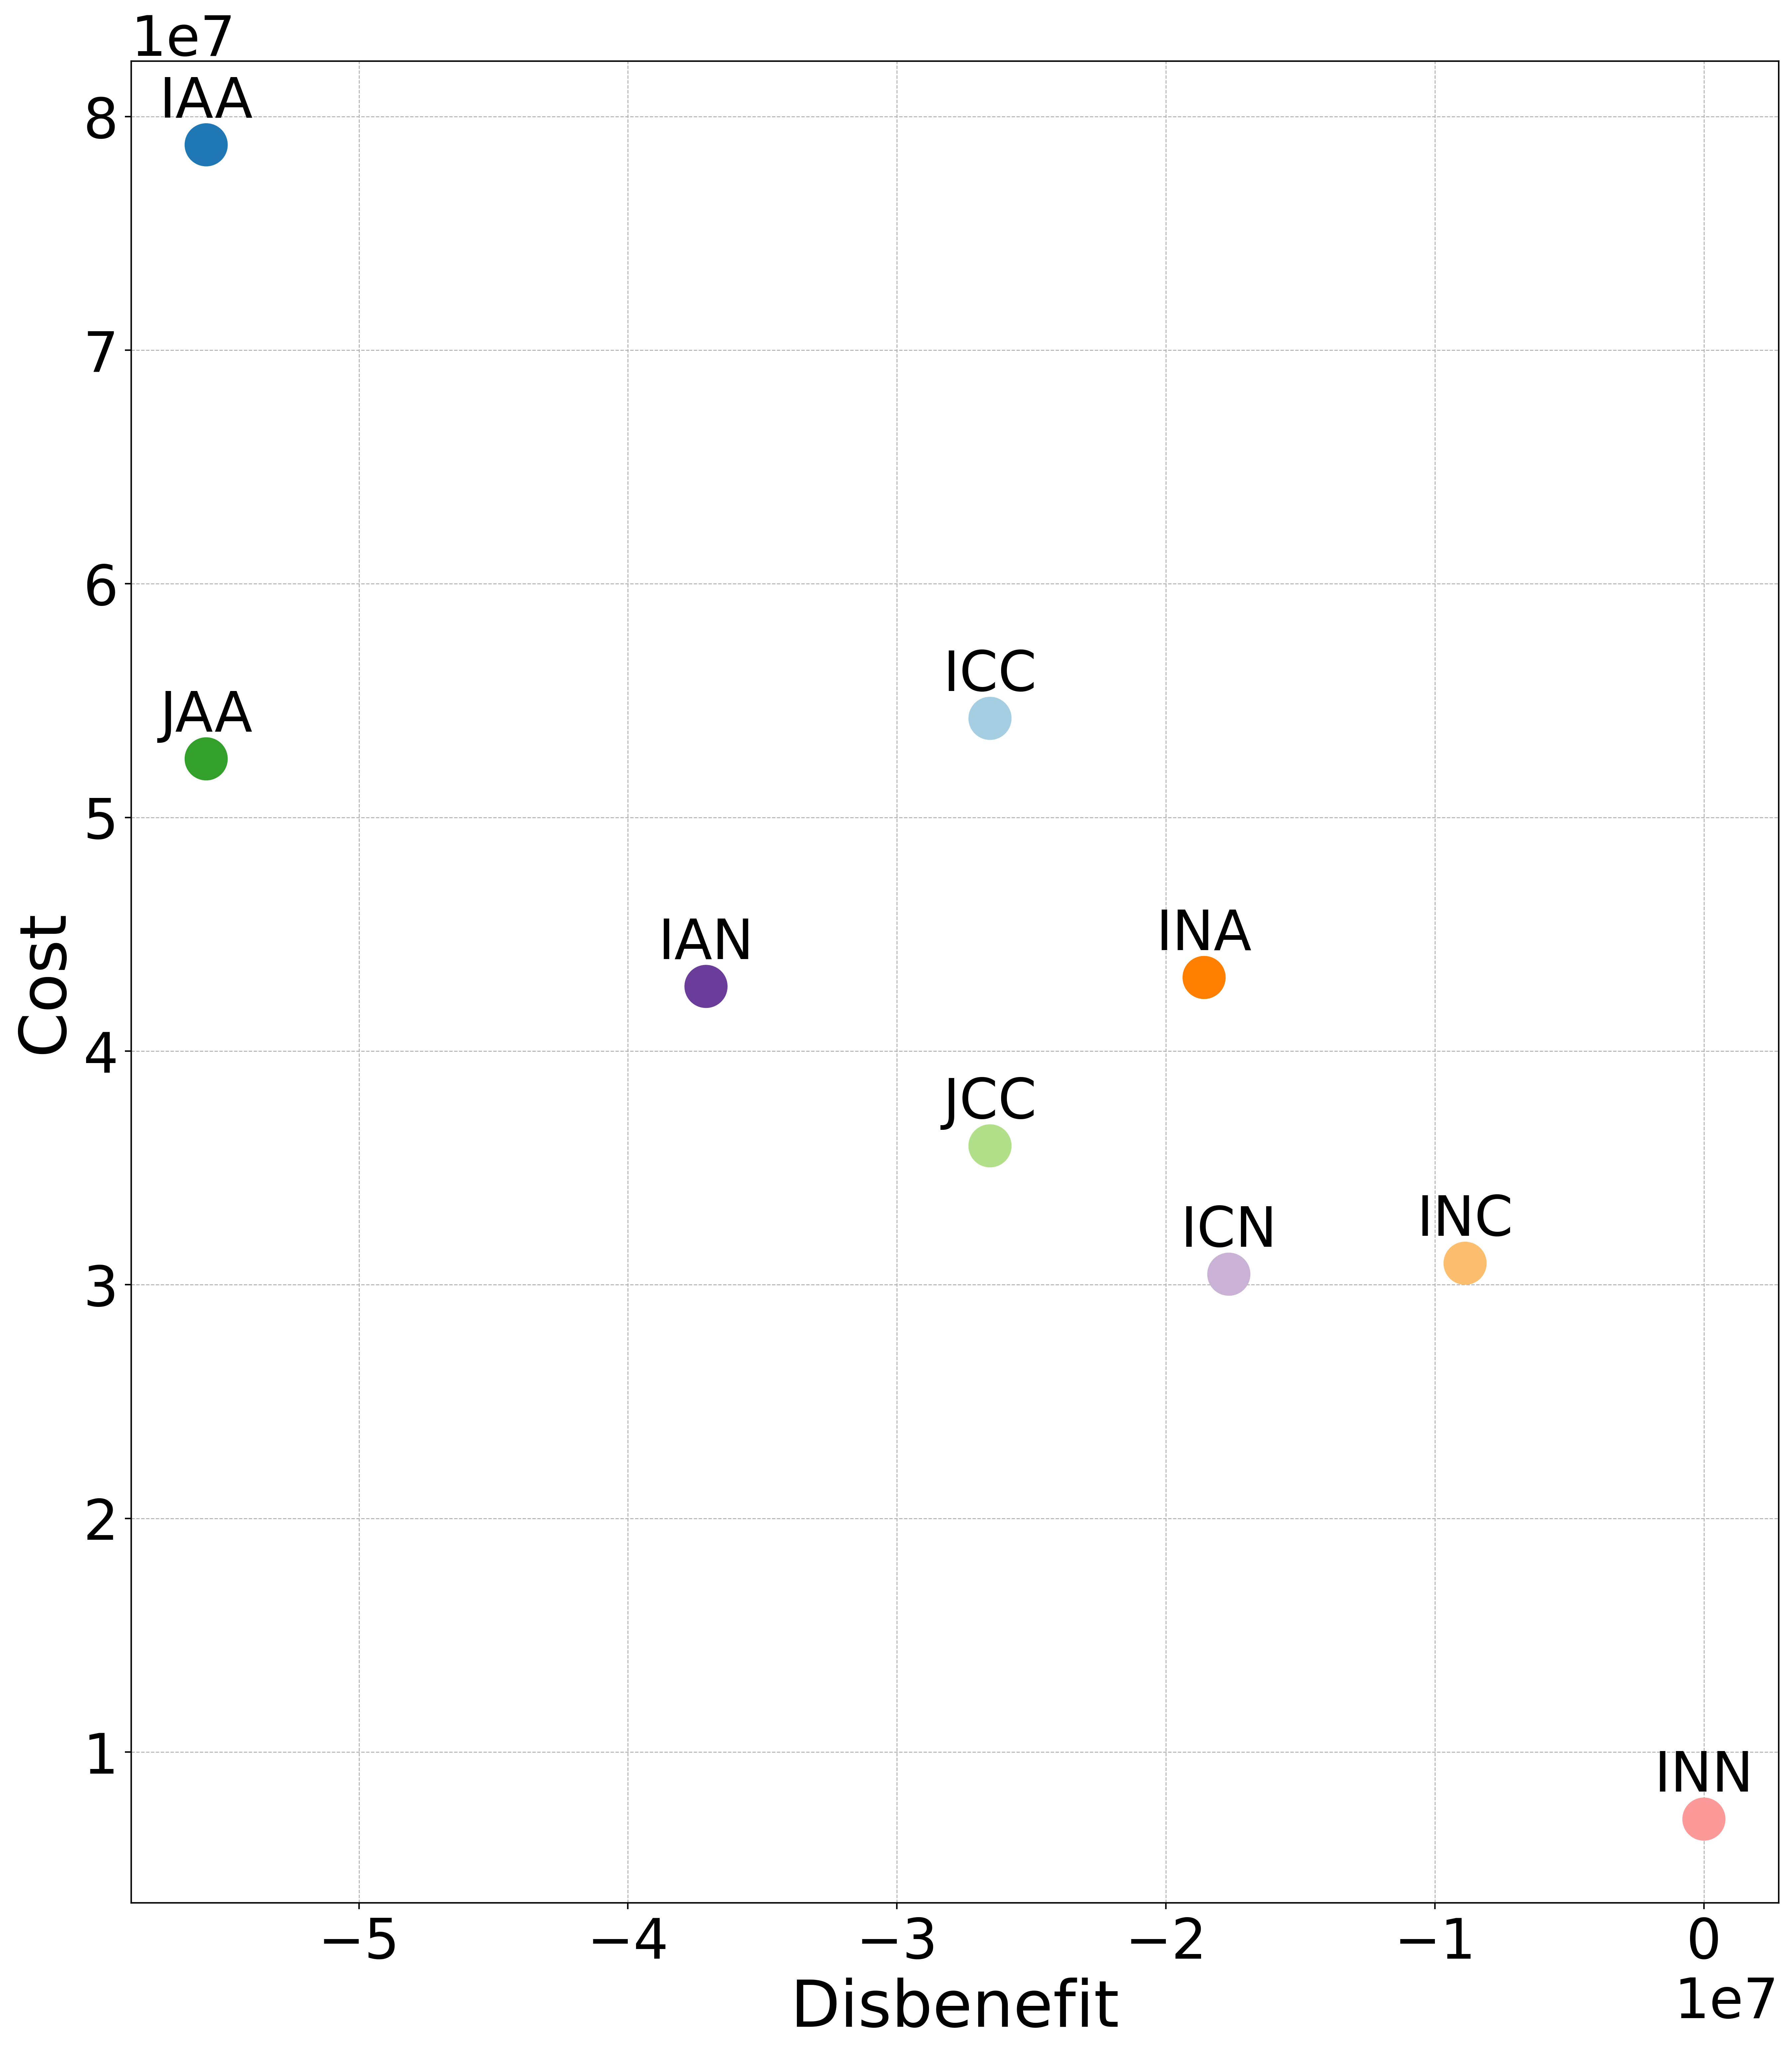 1e7
IAA
8
7
6
ICC
JAA
5
INA
IAN
Cost
4
JCC
INC
ICN
3
2
1
INN
−5 −4 −3 −2 −1 0
Disbenefit
1e7